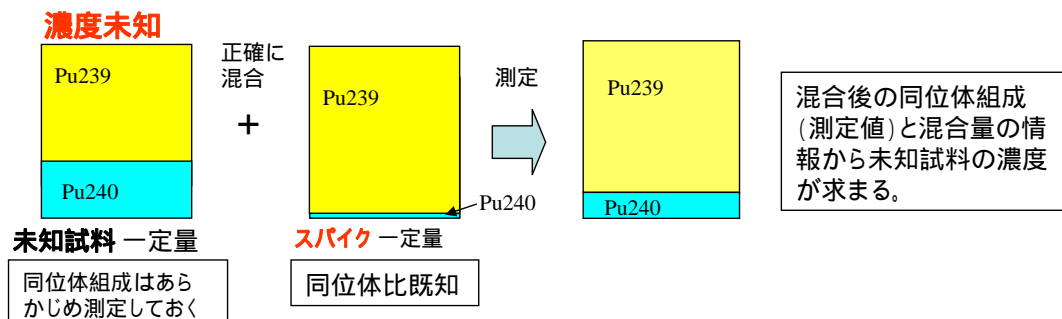 濃度未知
Pu239
Pu240
未知試料 一定量
同位体組成はあら
かじめ測定しておく
正確に
混合
+
Pu239
Pu240
スパイク 一定量
同位体比既知
測定
Pu239
Pu240
混合後の同位体組成
(測定値)と混合量の情
報から未知試料の濃度
が求まる。